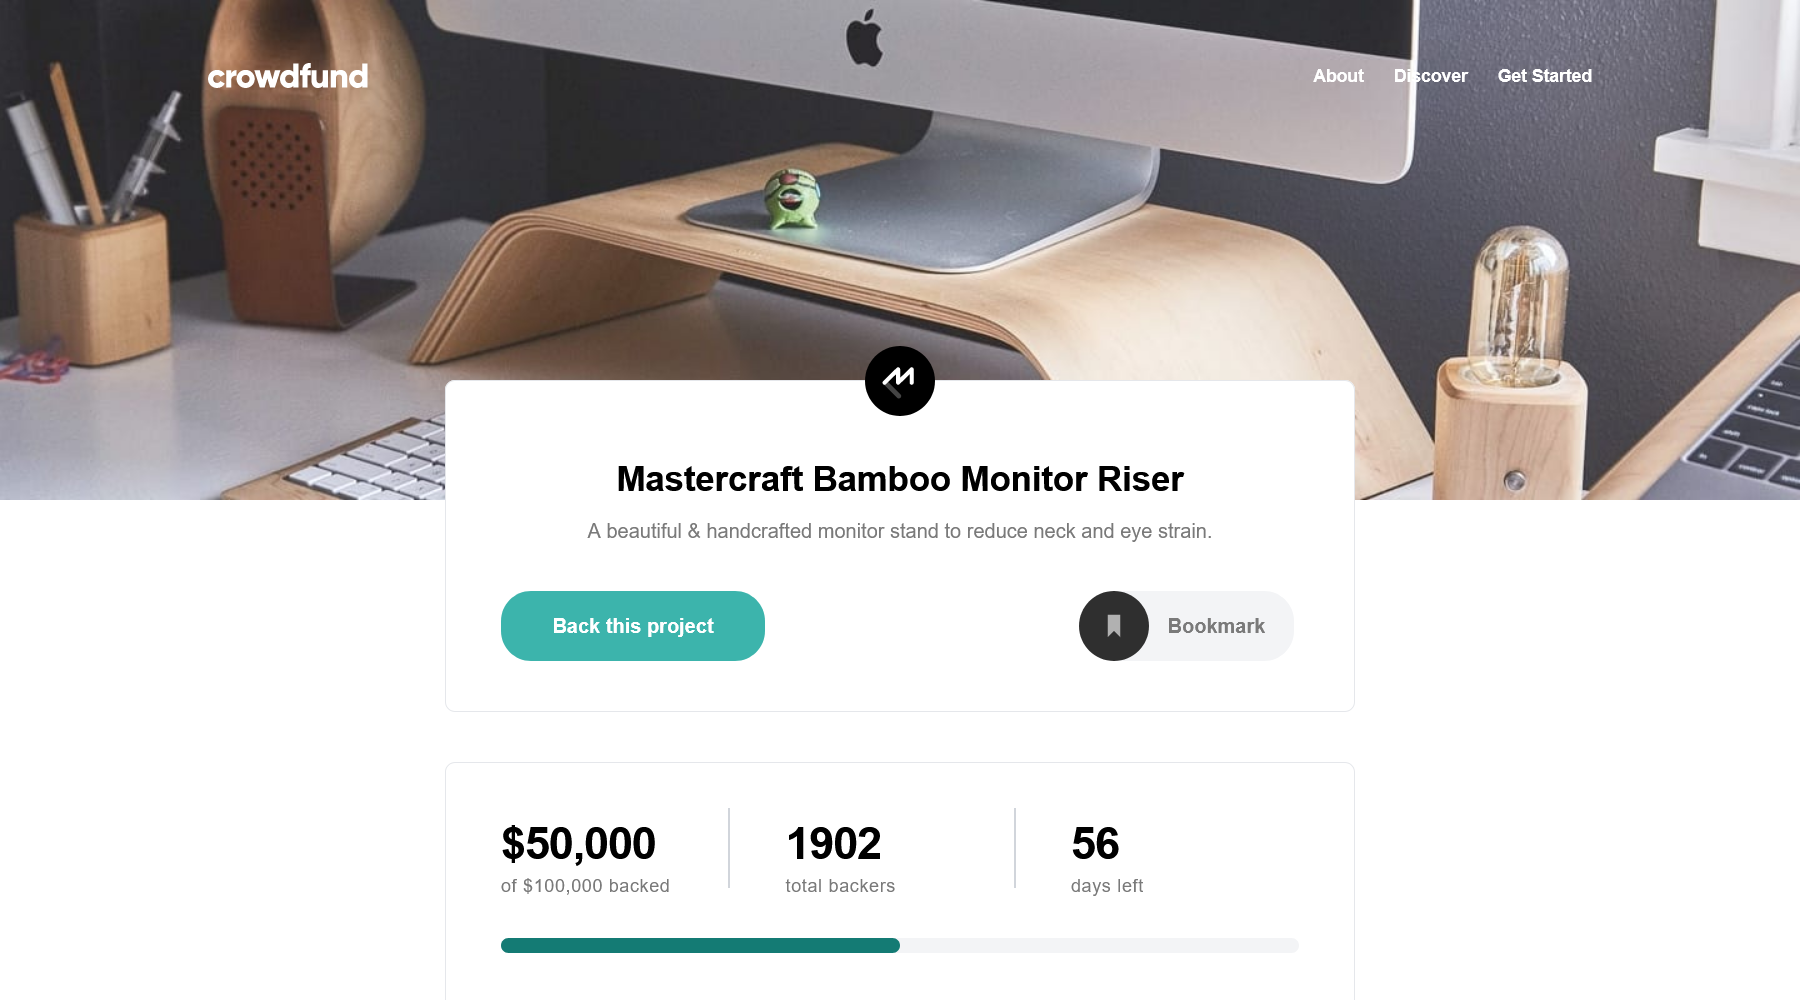 crowdfund
About Discover Get Started
Mastercraft Bamboo Monitor Riser
A beautiful & handcrafted monitor stand to reduce neck and eye strain.
Back this project
Bookmark
$50,000 1902 56
of $100,000 backed total backers days left